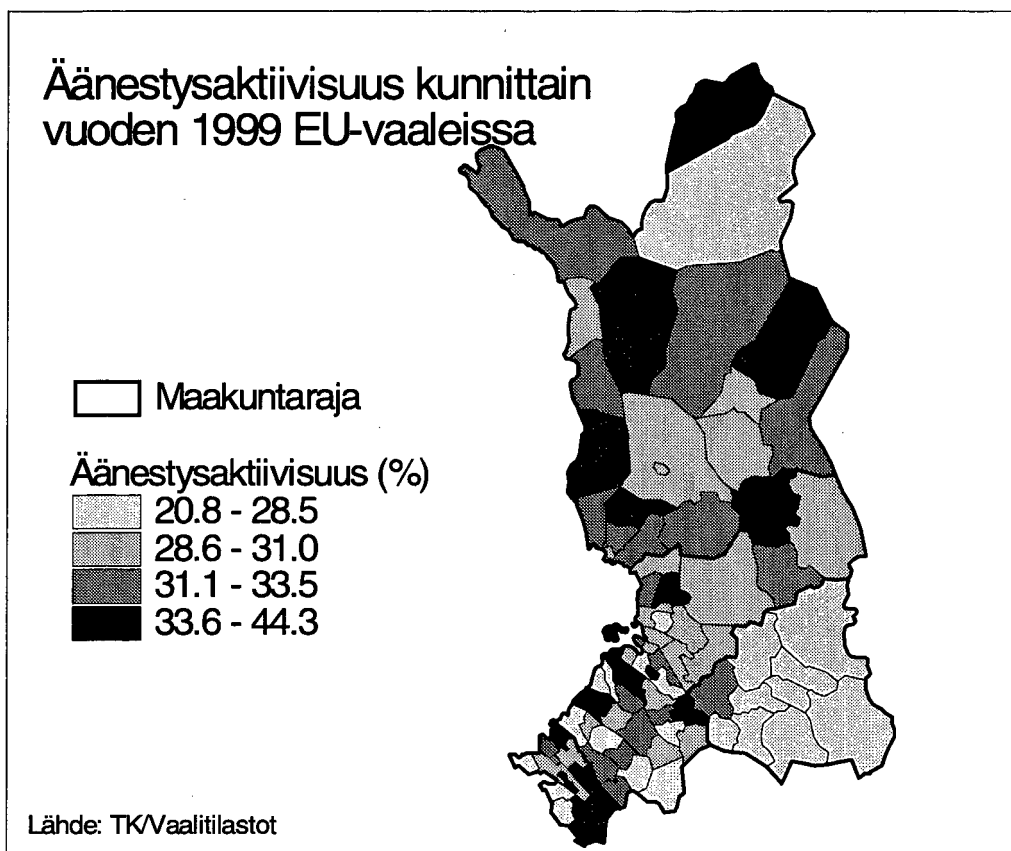 Äänestysaktiivisuus kunnittain
vuoden 1999 EU-vaaleissa
Maakuntaraja
Äänestysaktiivisuus (%)
20.8 - 28.5
28.6 - 31.0
31.1 - 33.5
33.6 - 44.3
Lähde: TK/Vaalitilastot